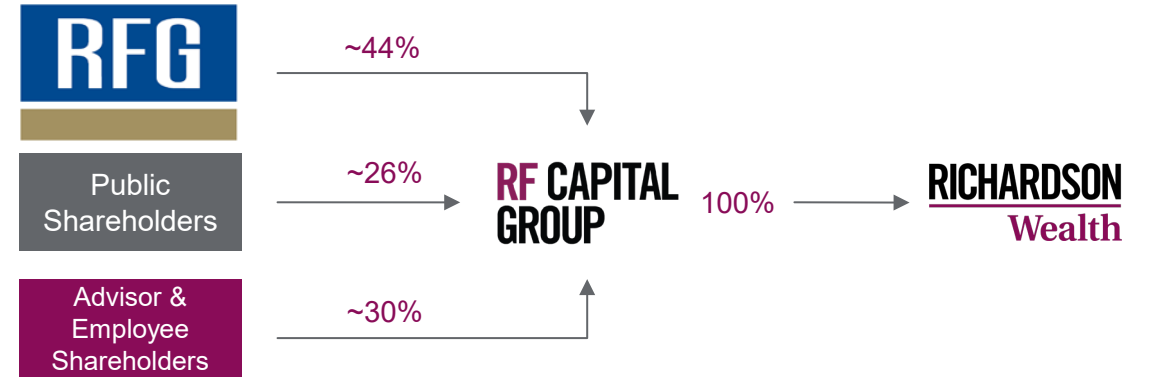 RFG
~44%
Public
Shareholders
~26%
RF CAPITAL
GROUP
100%
RICHARDSON
Wealth
Advisor &
Employee
Shareholders
~30%